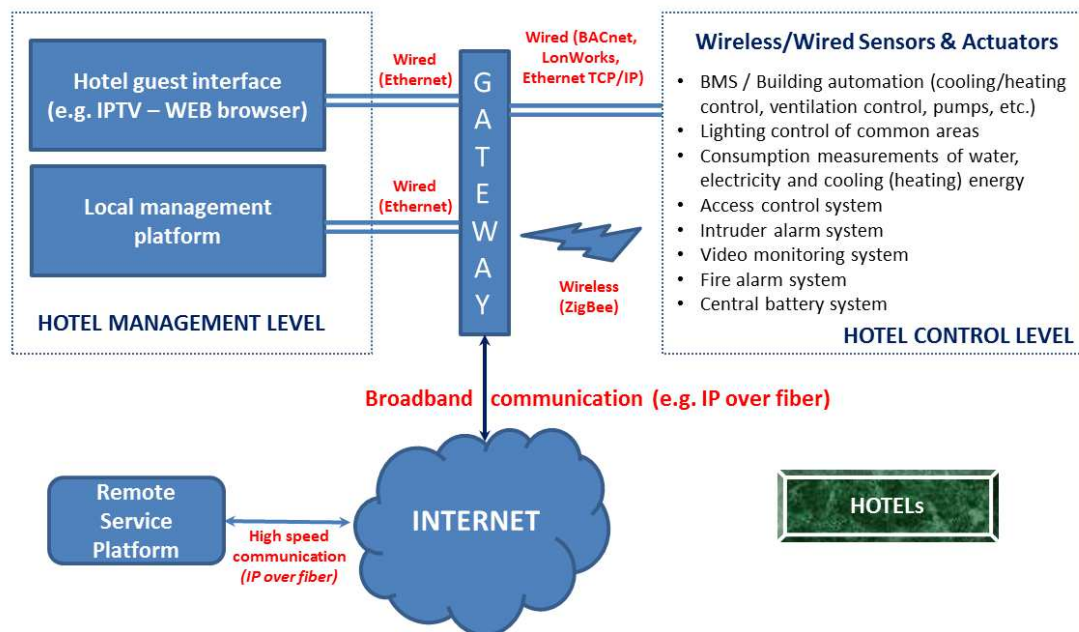 Hotel guest interface
(e.g. IPTV – WEB browser)
Local management
platform
HOTEL MANAGEMENT LEVEL
Wired
(Ethernet)
Wired
(Ethernet)
G
A
T
E
W
A
Y
Wired (BACnet,
LonWorks,
Ethernet TCP/IP)
Wireless
(ZigBee)
Wireless/Wired Sensors & Actuators
• BMS / Building automation (cooling/heating
control, ventilation control, pumps, etc.)
• Lighting control of common areas
• Consumption measurements of water,
electricity and cooling (heating) energy
• Access control system
• Intruder alarm system
• Video monitoring system
• Fire alarm system
• Central battery system
HOTEL CONTROL LEVEL
Broadband communication (e.g. IP over fiber)
Remote
Service
Platform
High speed
communication
(IP over fiber)
INTERNET
HOTELs